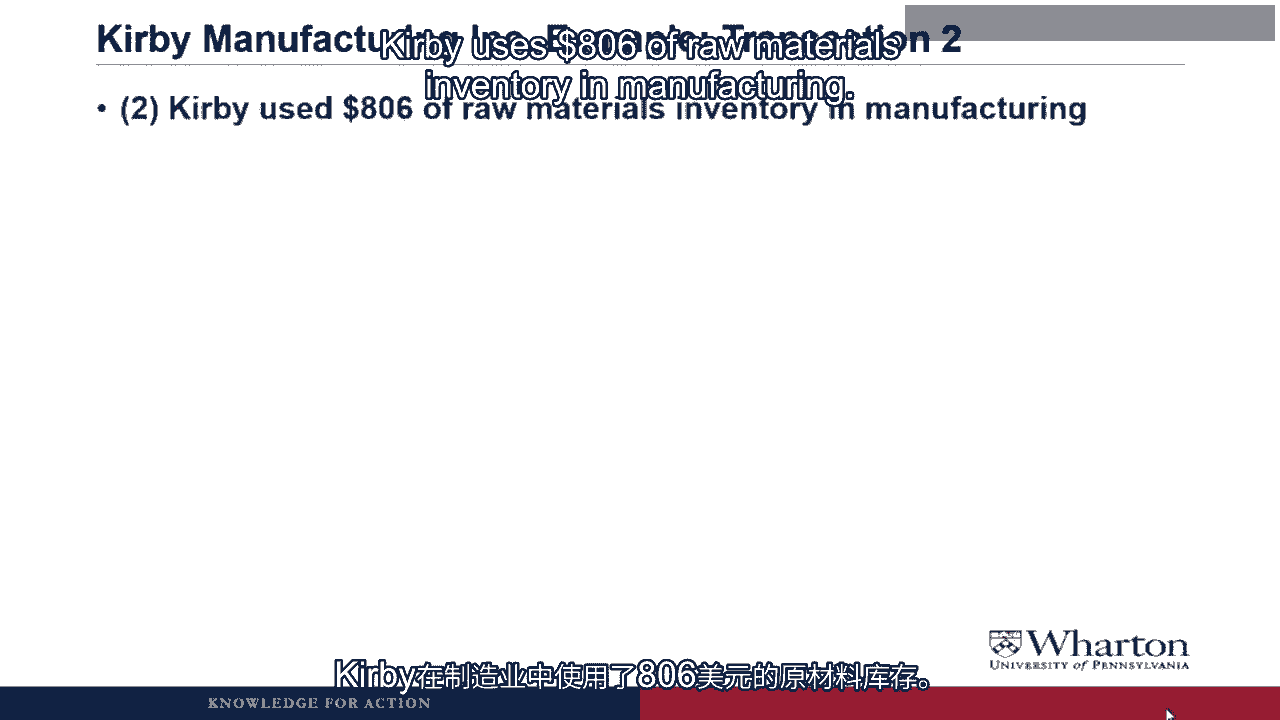 Kirby Manufacturing Inc. Example: Transaction 2
Kirby uses $806 of raw materials
inventory in manufacturing.
• (2) Kirby used $806 of raw materials inventory in manufacturing
Wharton
UNIVERSITY of PENNSYLVANIA
Kirby在制造业中使用了806美元的原材料库存。
KNOWLEDGE FOR ACTION